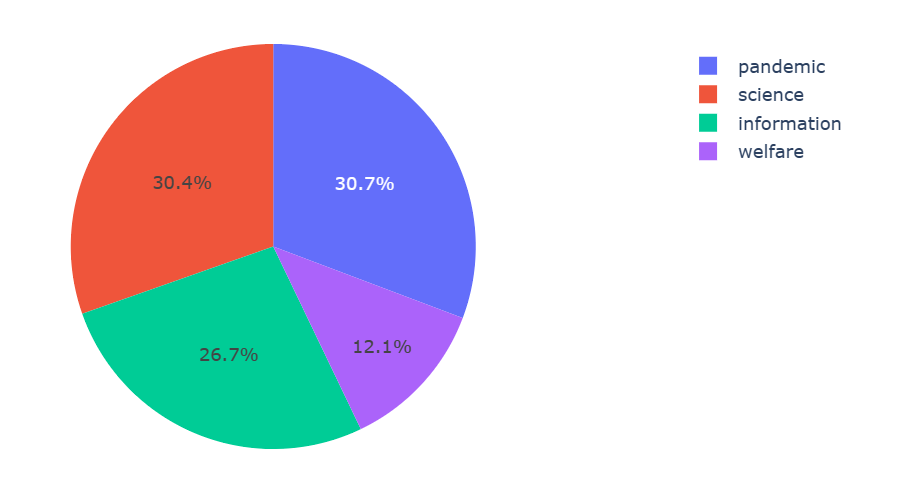 pandemic
science
information
welfare
30.4%
30.7%
26.7%
12.1%